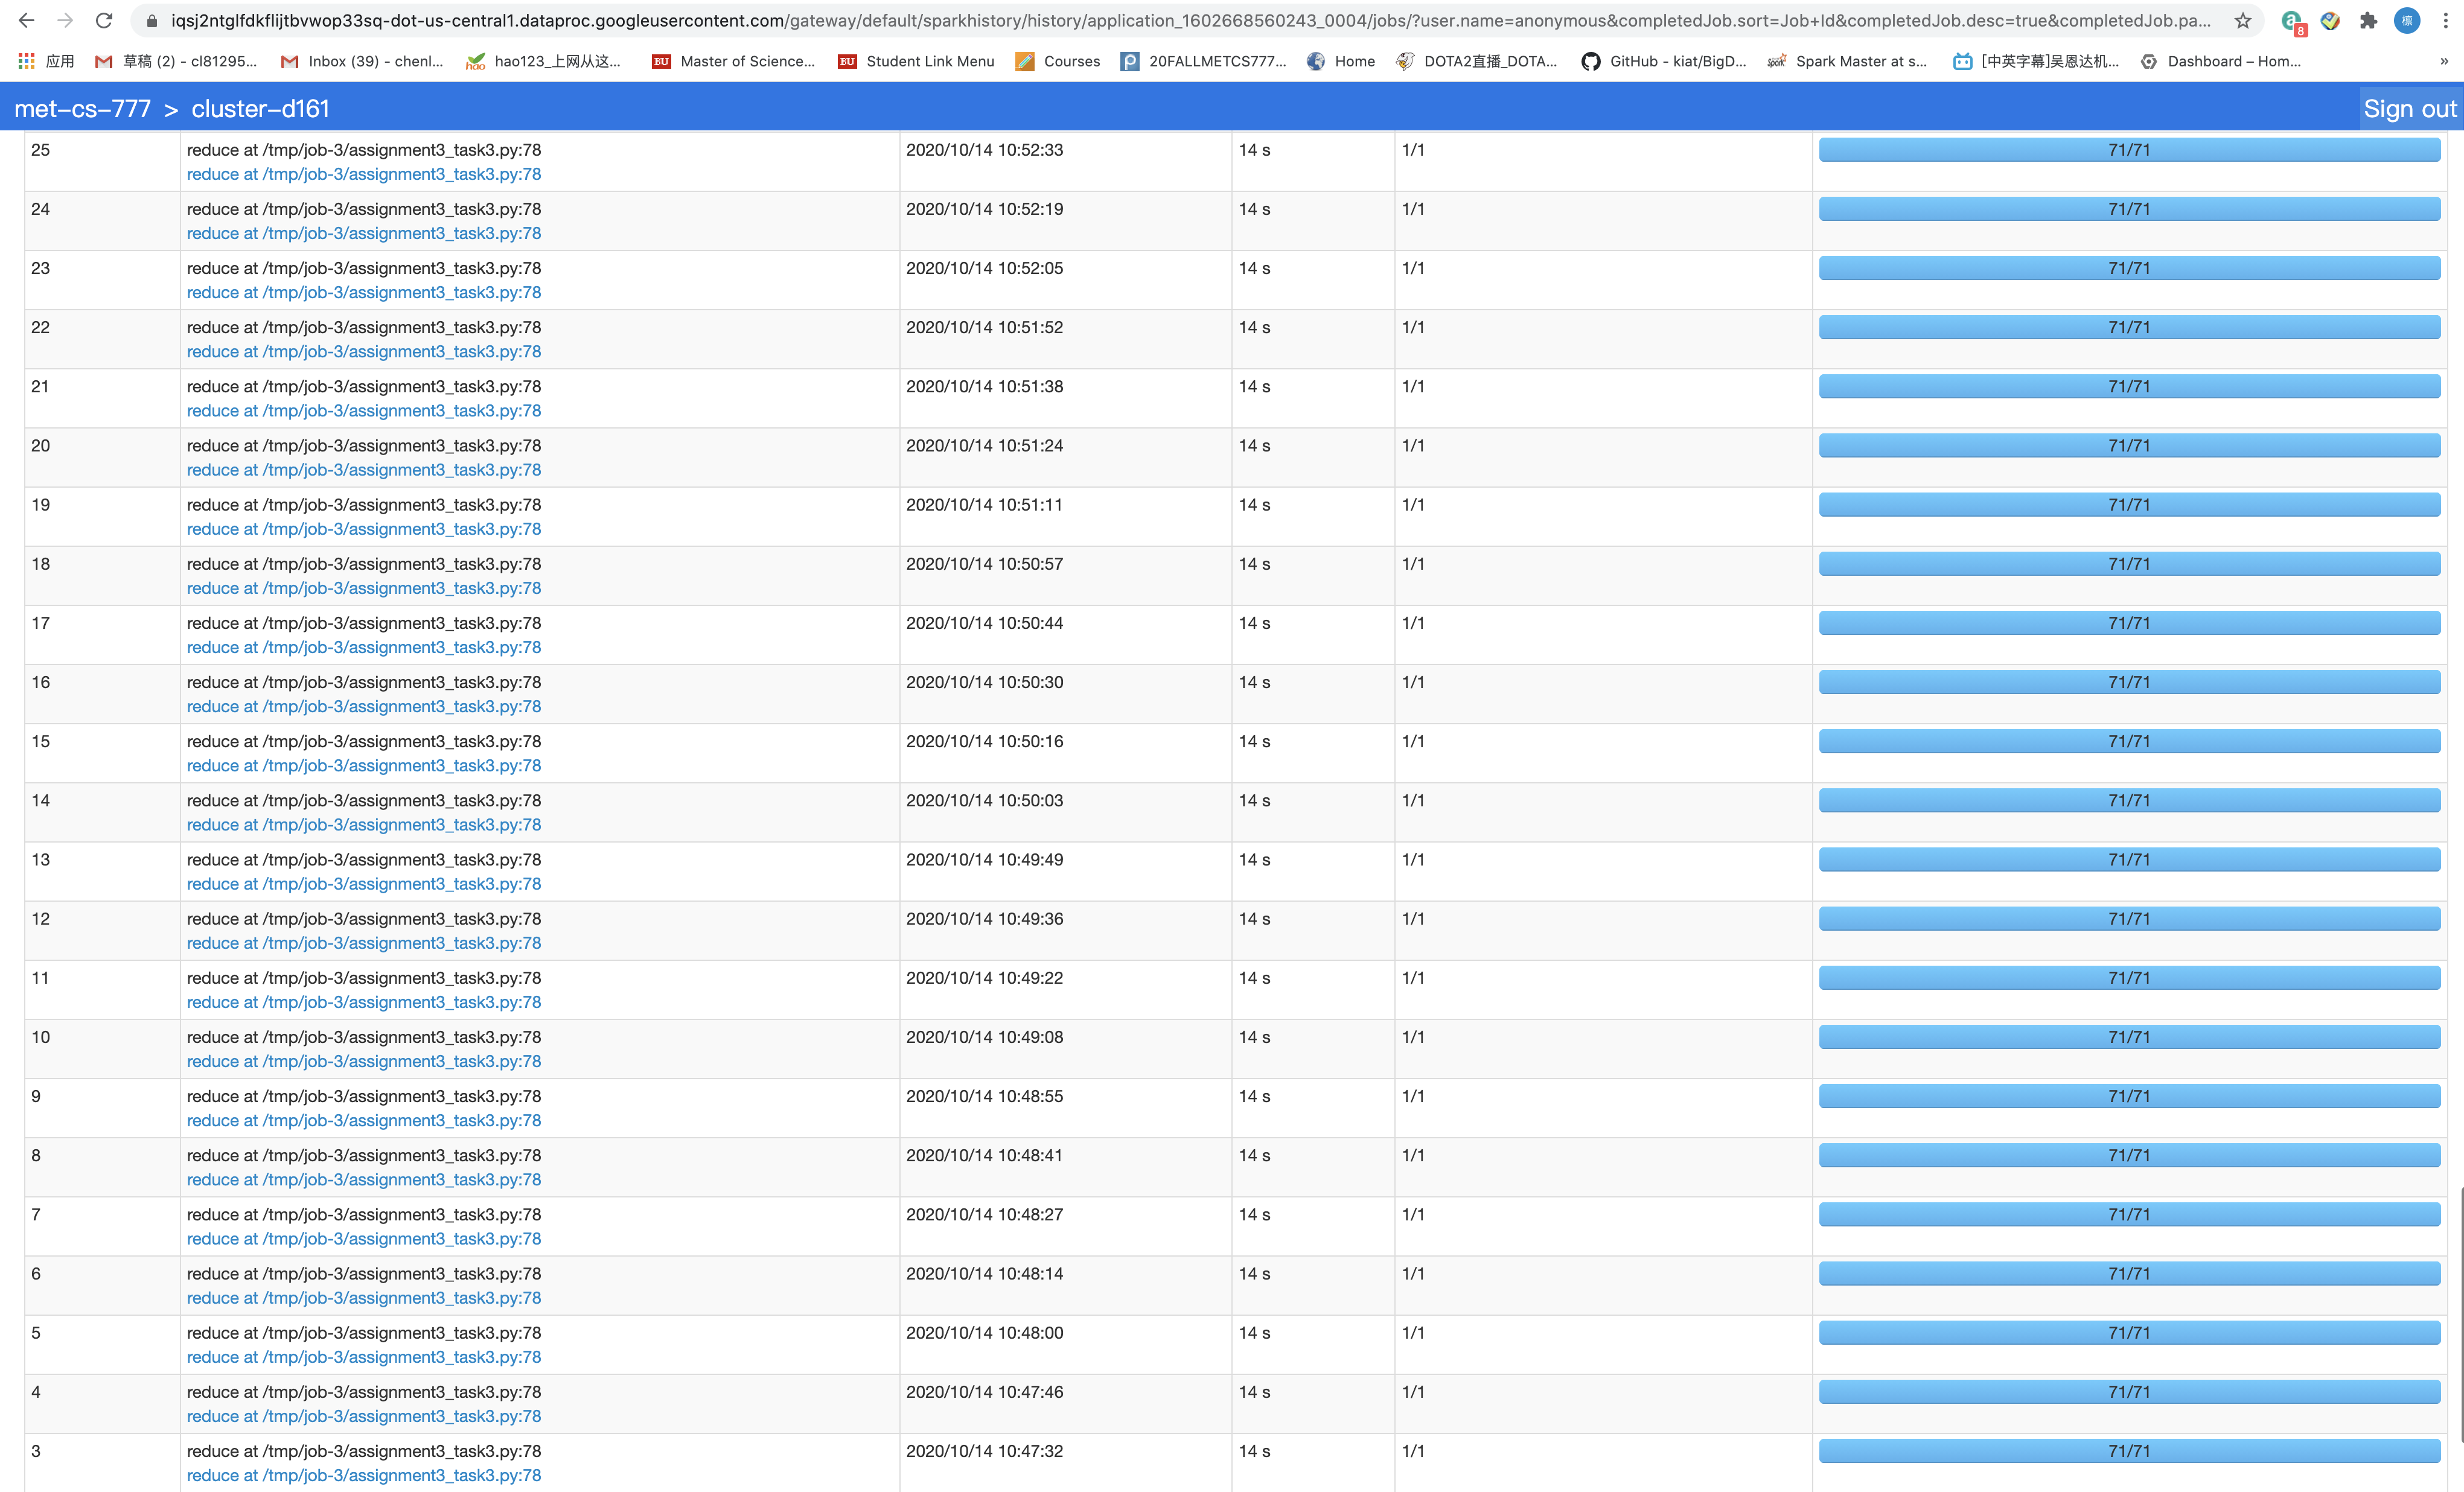 iqsj2ntglfdkflijtbvwop33sq-dot-us-central1.dataproc.googleusercontent.com/gateway/default/sparkhistory/history/application_1602668560243_0004/jobs/?user.name=anonymous&completedJob.sort=Job+Id&completedJob.desc=true&completedJob.pa...
8
应用 草稿 (2) - cl81295... Inbox (39) - chenl... hao hao123_上网从这... BU Master of Science... BU Student Link Menu Courses 20FALLMETCS777... Home DOTA2直播_DOTA... GitHub - kiat/BigD... Spark Master at s... [中英字幕]吴恩达机... Dashboard – Hom... »
met-cs-777 > cluster-d161 Sign out
25 reduce at /tmp/job-3/assignment3_task3.py:78 2020/10/14 10:52:33 14 s 1/1 71/71
reduce at /tmp/job-3/assignment3_task3.py:78
24 reduce at /tmp/job-3/assignment3_task3.py:78 2020/10/14 10:52:19 14 s 1/1 71/71
reduce at /tmp/job-3/assignment3_task3.py:78
23 reduce at /tmp/job-3/assignment3_task3.py:78 2020/10/14 10:52:05 14 s 1/1 71/71
reduce at /tmp/job-3/assignment3_task3.py:78
22 reduce at /tmp/job-3/assignment3_task3.py:78 2020/10/14 10:51:52 14 s 1/1 71/71
reduce at /tmp/job-3/assignment3_task3.py:78
21 reduce at /tmp/job-3/assignment3_task3.py:78 2020/10/14 10:51:38 14 s 1/1 71/71
reduce at /tmp/job-3/assignment3_task3.py:78
20 reduce at /tmp/job-3/assignment3_task3.py:78 2020/10/14 10:51:24 14 s 1/1 71/71
reduce at /tmp/job-3/assignment3_task3.py:78
19 reduce at /tmp/job-3/assignment3_task3.py:78 2020/10/14 10:51:11 14 s 1/1 71/71
reduce at /tmp/job-3/assignment3_task3.py:78
18 reduce at /tmp/job-3/assignment3_task3.py:78 2020/10/14 10:50:57 14 s 1/1 71/71
reduce at /tmp/job-3/assignment3_task3.py:78
17 reduce at /tmp/job-3/assignment3_task3.py:78 2020/10/14 10:50:44 14 s 1/1 71/71
reduce at /tmp/job-3/assignment3_task3.py:78
16 reduce at /tmp/job-3/assignment3_task3.py:78 2020/10/14 10:50:30 14 s 1/1 71/71
reduce at /tmp/job-3/assignment3_task3.py:78
15 reduce at /tmp/job-3/assignment3_task3.py:78 2020/10/14 10:50:16 14 s 1/1 71/71
reduce at /tmp/job-3/assignment3_task3.py:78
14 reduce at /tmp/job-3/assignment3_task3.py:78 2020/10/14 10:50:03 14 s 1/1 71/71
reduce at /tmp/job-3/assignment3_task3.py:78
13 reduce at /tmp/job-3/assignment3_task3.py:78 2020/10/14 10:49:49 14 s 1/1 71/71
reduce at /tmp/job-3/assignment3_task3.py:78
12 reduce at /tmp/job-3/assignment3_task3.py:78 2020/10/14 10:49:36 14 s 1/1 71/71
reduce at /tmp/job-3/assignment3_task3.py:78
11 reduce at /tmp/job-3/assignment3_task3.py:78 2020/10/14 10:49:22 14 s 1/1 71/71
reduce at /tmp/job-3/assignment3_task3.py:78
10 reduce at /tmp/job-3/assignment3_task3.py:78 2020/10/14 10:49:08 14 s 1/1 71/71
reduce at /tmp/job-3/assignment3_task3.py:78
9 reduce at /tmp/job-3/assignment3_task3.py:78 2020/10/14 10:48:55 14 s 1/1 71/71
reduce at /tmp/job-3/assignment3_task3.py:78
8 reduce at /tmp/job-3/assignment3_task3.py:78 2020/10/14 10:48:41 14 s 1/1 71/71
reduce at /tmp/job-3/assignment3_task3.py:78
7 reduce at /tmp/job-3/assignment3_task3.py:78 2020/10/14 10:48:27 14 s 1/1 71/71
reduce at /tmp/job-3/assignment3_task3.py:78
6 reduce at /tmp/job-3/assignment3_task3.py:78 2020/10/14 10:48:14 14 s 1/1 71/71
reduce at /tmp/job-3/assignment3_task3.py:78
5 reduce at /tmp/job-3/assignment3_task3.py:78 2020/10/14 10:48:00 14 s 1/1 71/71
reduce at /tmp/job-3/assignment3_task3.py:78
4 reduce at /tmp/job-3/assignment3_task3.py:78 2020/10/14 10:47:46 14 s 1/1 71/71
reduce at /tmp/job-3/assignment3_task3.py:78
3 reduce at /tmp/job-3/assignment3_task3.py:78 2020/10/14 10:47:32 14 s 1/1 71/71
reduce at /tmp/job-3/assignment3_task3.py:78